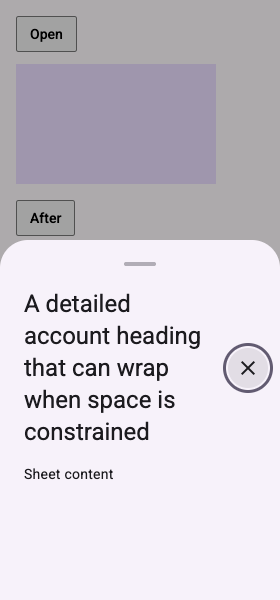 Open
After
A detailed
account heading
that can wrap
when space is
constrained
Sheet content